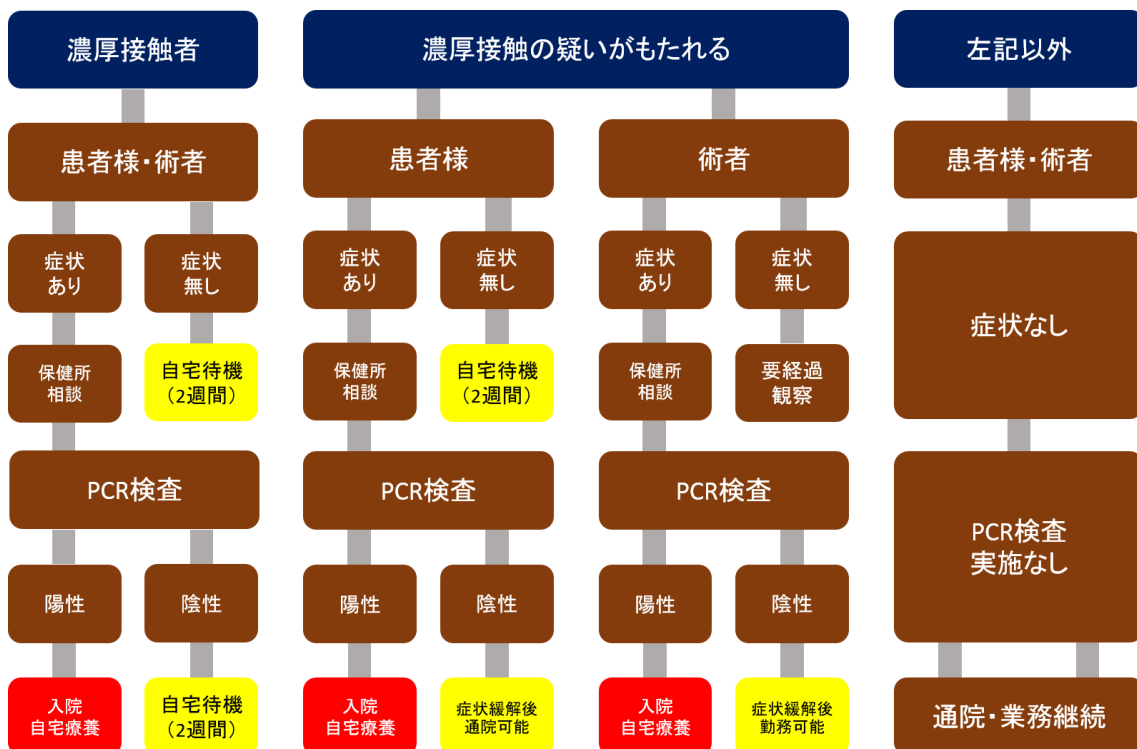 濃厚接触者
濃厚接触の疑いがもたれる
左記以外
患者様・術者
患者様
術者
患者様・術者
症状
あり
症状
無し
症状
あり
症状
無し
症状
あり
症状
無し
症状なし
保健所
相談
自宅待機
(2週間)
保健所
相談
自宅待機
(2週間)
保健所
相談
要経過
観察
PCR検査
PCR検査
PCR検査
PCR検査
実施なし
陽性
陰性
陽性
陰性
陽性
陰性
入院
自宅療養
自宅待機
(2週間)
入院
自宅療養
症状緩解後
通院可能
入院
自宅療養
症状緩解後
勤務可能
通院・業務継続